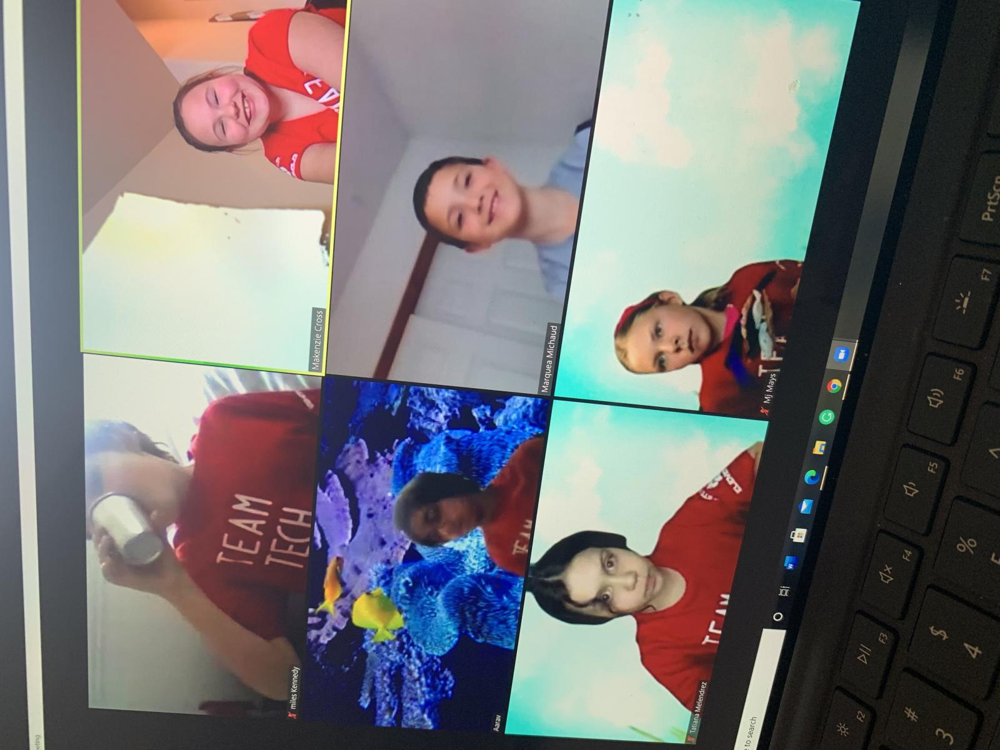 miles Kennedy
TEAM
TECH
Makenzie Cross
Aarav
TEAM
Marquea Michaud
Tatiana Melendrez
TEAM
Mj Mays
to search
PrtScn
F7
F6
F5
F4
F3
F2
%
$
4
#
3
^